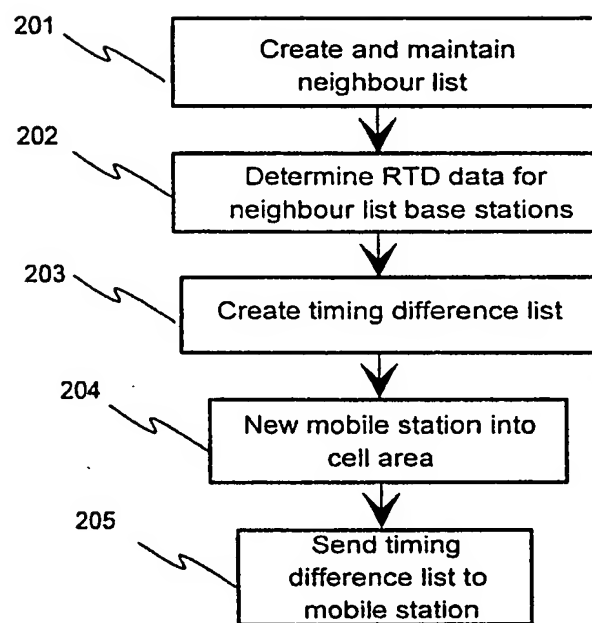 201
Create and maintain
neighbour list
202
Determine RTD data for
neighbour list base stations
203
Create timing difference list
204
New mobile station into
cell area
205
Send timing
difference list to
mobile station